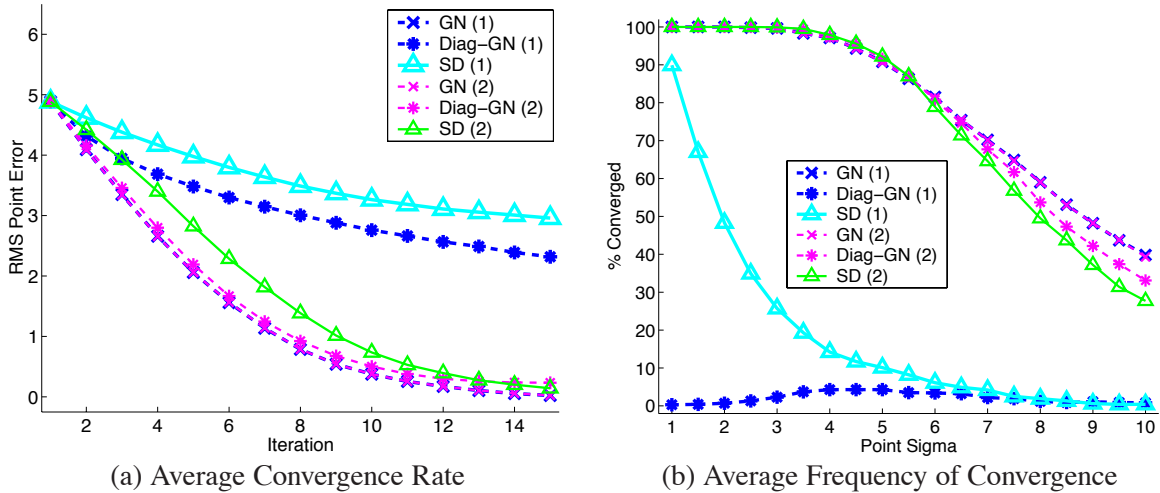 6
5
4
3
2
1
0
RMS Point Error
2
4
6
8
10
12
14
Iteration
GN (1)
Diag-GN (1)
SD (1)
GN (2)
Diag-GN (2)
SD (2)
(a) Average Convergence Rate
100
90
80
70
60
50
40
30
20
10
0
% Converged
1
2
3
4
5
6
7
8
9
10
Point Sigma
GN (1)
Diag-GN (1)
SD (1)
GN (2)
Diag-GN (2)
SD (2)
(b) Average Frequency of Convergence